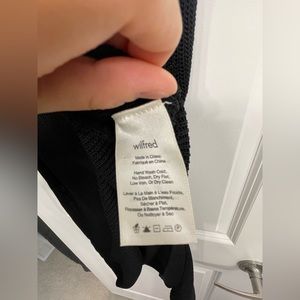 wilfred
Made in China
Fabriqué en Chine
Hand Wash Cold,
No Bleach, Dry Flat,
Low Iron, Or Dry Clean
Laver à La Main à L'eau Froide,
Pas De Blanchiment,
Sécher à Plat,
Repasser à Basse Température,
Ou Nettoyer à Sec